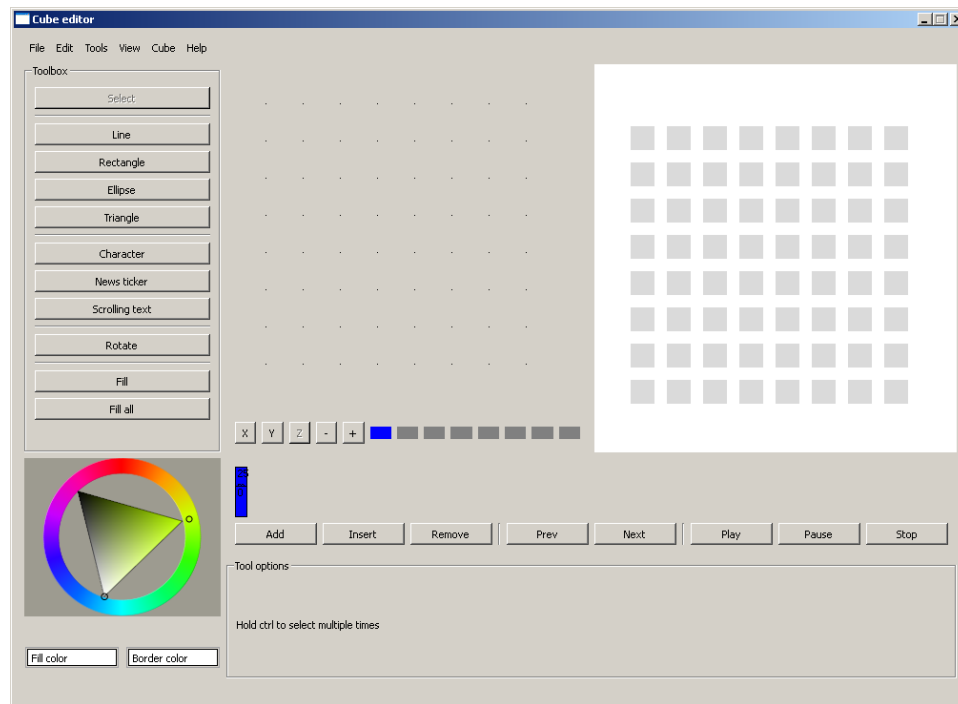 Cube editor
File Edit Tools View Cube Help
Toolbox
Select
Line
Rectangle
Ellipse
Triangle
Character
News ticker
Scrolling text
Rotate
Fill
Fill all
X Y Z - +
Add Insert Remove Prev Next Play Pause Stop
Tool options
Hold ctrl to select multiple times
Fill color Border color